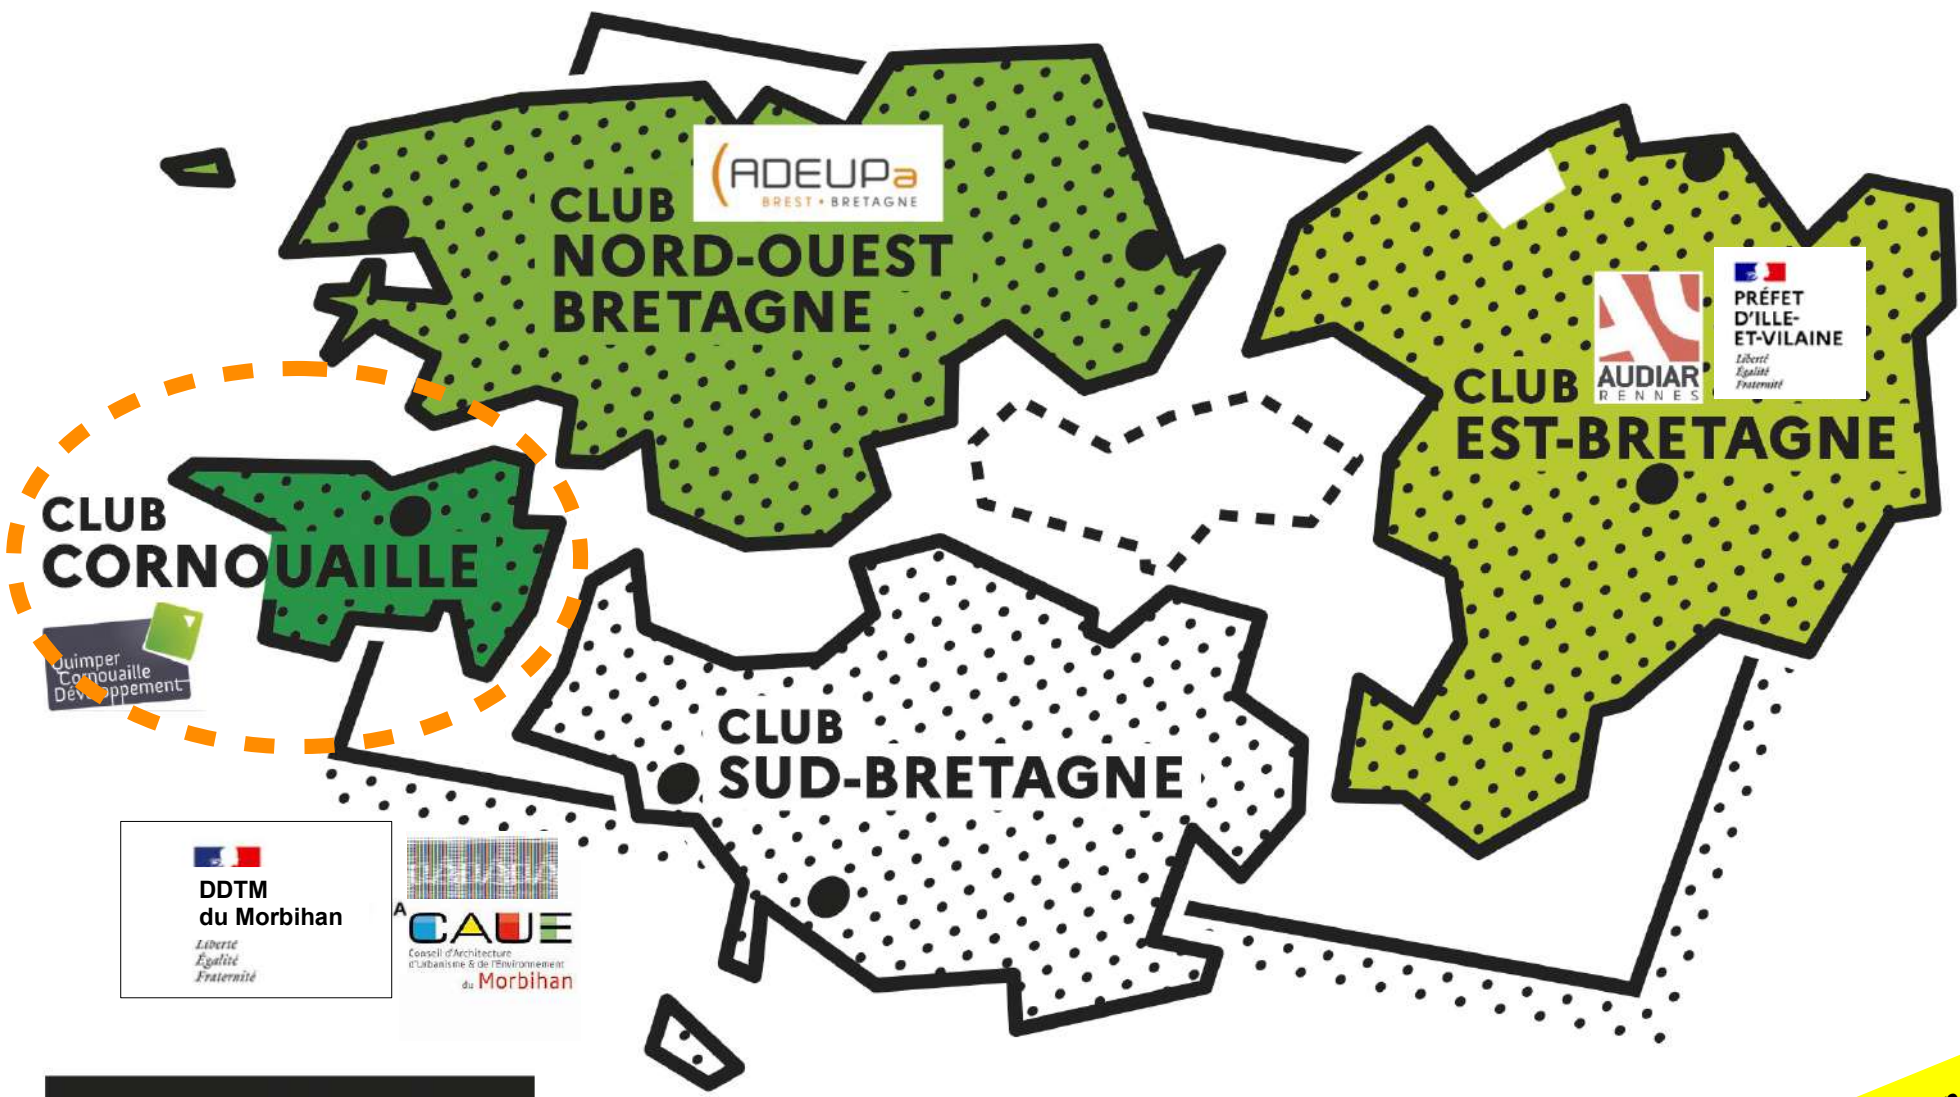 ADEUPa
BREST • BRETAGNE
CLUB
NORD-OUEST
BRETAGNE
AUDIAR
RENNES
PRÉFET
D'ILLE-
ET-VILAINE
Liberté
Égalité
Fraternité
CLUB
EST-BRETAGNE
CLUB
CORNOUAILLE
Quimper
Cornouaille
Développement
CLUB
SUD-BRETAGNE
DDTM
du Morbihan
Liberté
Égalité
Fraternité
A
CAUE
Conseil d'Architecture
d'Urbanisme & de l'Environnement
du Morbihan